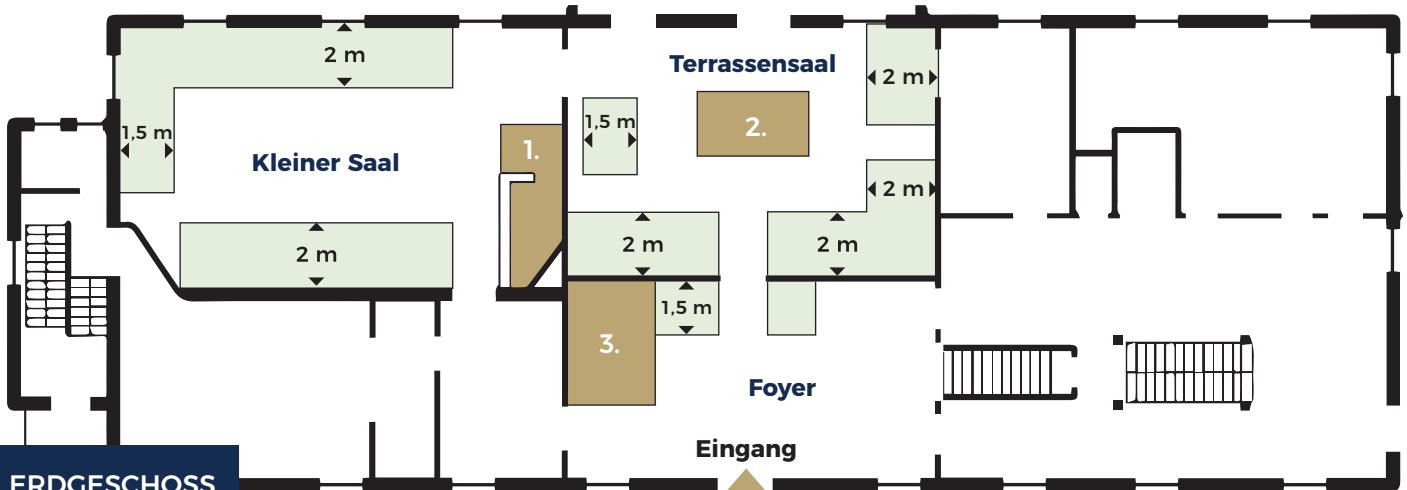 2 m
Terrassensaal
2 m
1,5 m
1,5 m
2.
Kleiner Saal
1.
2 m
2 m
2 m
2 m
1,5 m
3.
Foyer
Eingang
ERDGESCHOSS